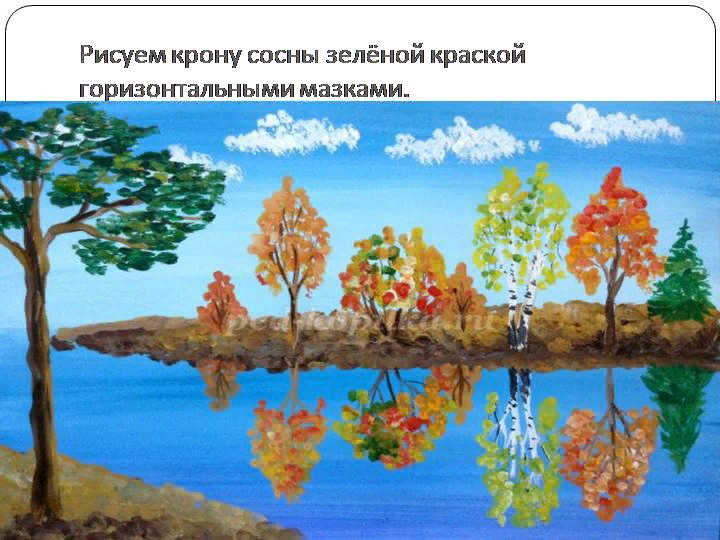 Рисуем крону сосны зелёной краской
горизонтальными мазками.